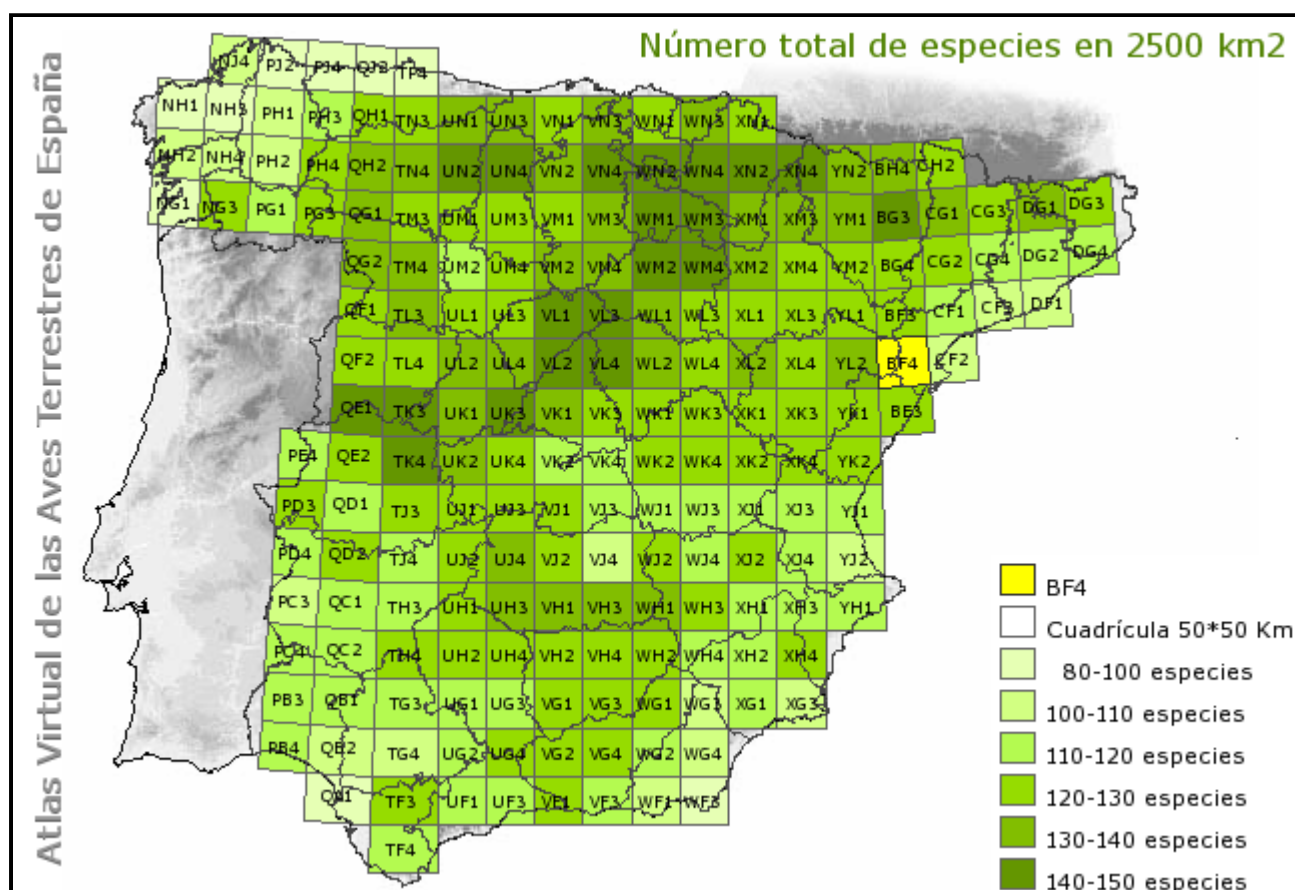 Atlas Virtual de las Aves Terrestres de España
Número total de especies en 2500 km2
NJ4 PJ2 PJ4 QJ2 TP4
NH1 NH3 PH1 PH3 QH1 TN3 UN1 UN3 VN1 VN3 WN1 WN3 XN1
NH2 NH4 PH2 PH4 QH2 TN4 UN2 UN4 VN2 VN4 WN2 WN4 XN2 XN4 YN2 BH4 CH2
NG1 NG3 PG1 PG3 QG1 TM3 UM1 UM3 VM1 VM3 WM1 WM3 XM1 XM3 YM1 BG3 CG1 CG3 DG1 DG3
QG2 TM4 UM2 UM4 VM2 VN4 WM2 WM4 XM2 XM4 YM2 BG4 CG2 CG4 DG2 DG4
QF1 TL3 UL1 UL3 VL1 VL3 WL1 WL3 XL1 XL3 YL1 BF3 CF1 CF3 DF1
QF2 TL4 UL2 UL4 VL2 VL4 WL2 WL4 XL2 XL4 YL2 BF4 CF2
QE1 TK3 UK1 UK3 VK1 VK3 WK1 WK3 XK1 XK3 YK1 BE3
PE4 QE2 TK4 UK2 UK4 VK2 VK4 WK2 WK4 XK2 XK4 YK2
PD3 QD1 TJ3 UJ1 UJ3 VJ1 VJ3 WJ1 WJ3 XJ1 XJ3 YJ1
PD4 QD2 TJ4 UJ2 UJ4 VJ2 VJ4 WJ2 WJ4 XJ2 XJ4 YJ2
PC3 QC1 TH3 UH1 UH3 VH1 VH3 WH1 WH3 XH1 XH3 YH1
PC4 QC2 TH4 UH2 UH4 VH2 VH4 WH2 WH4 XH2 XH4
PB3 QB1 TG3 UG1 UG3 VG1 VG3 WG1 WG3 XG1 XG3
PB4 QB2 TG4 UG2 UG4 VG2 VG4 WG2 WG4
QA1 TF3 UF1 UF3 VF1 VF3 WF1 WF3
TF4
BF4
Cuadrícula 50*50 Km
80-100 especies
100-110 especies
110-120 especies
120-130 especies
130-140 especies
140-150 especies